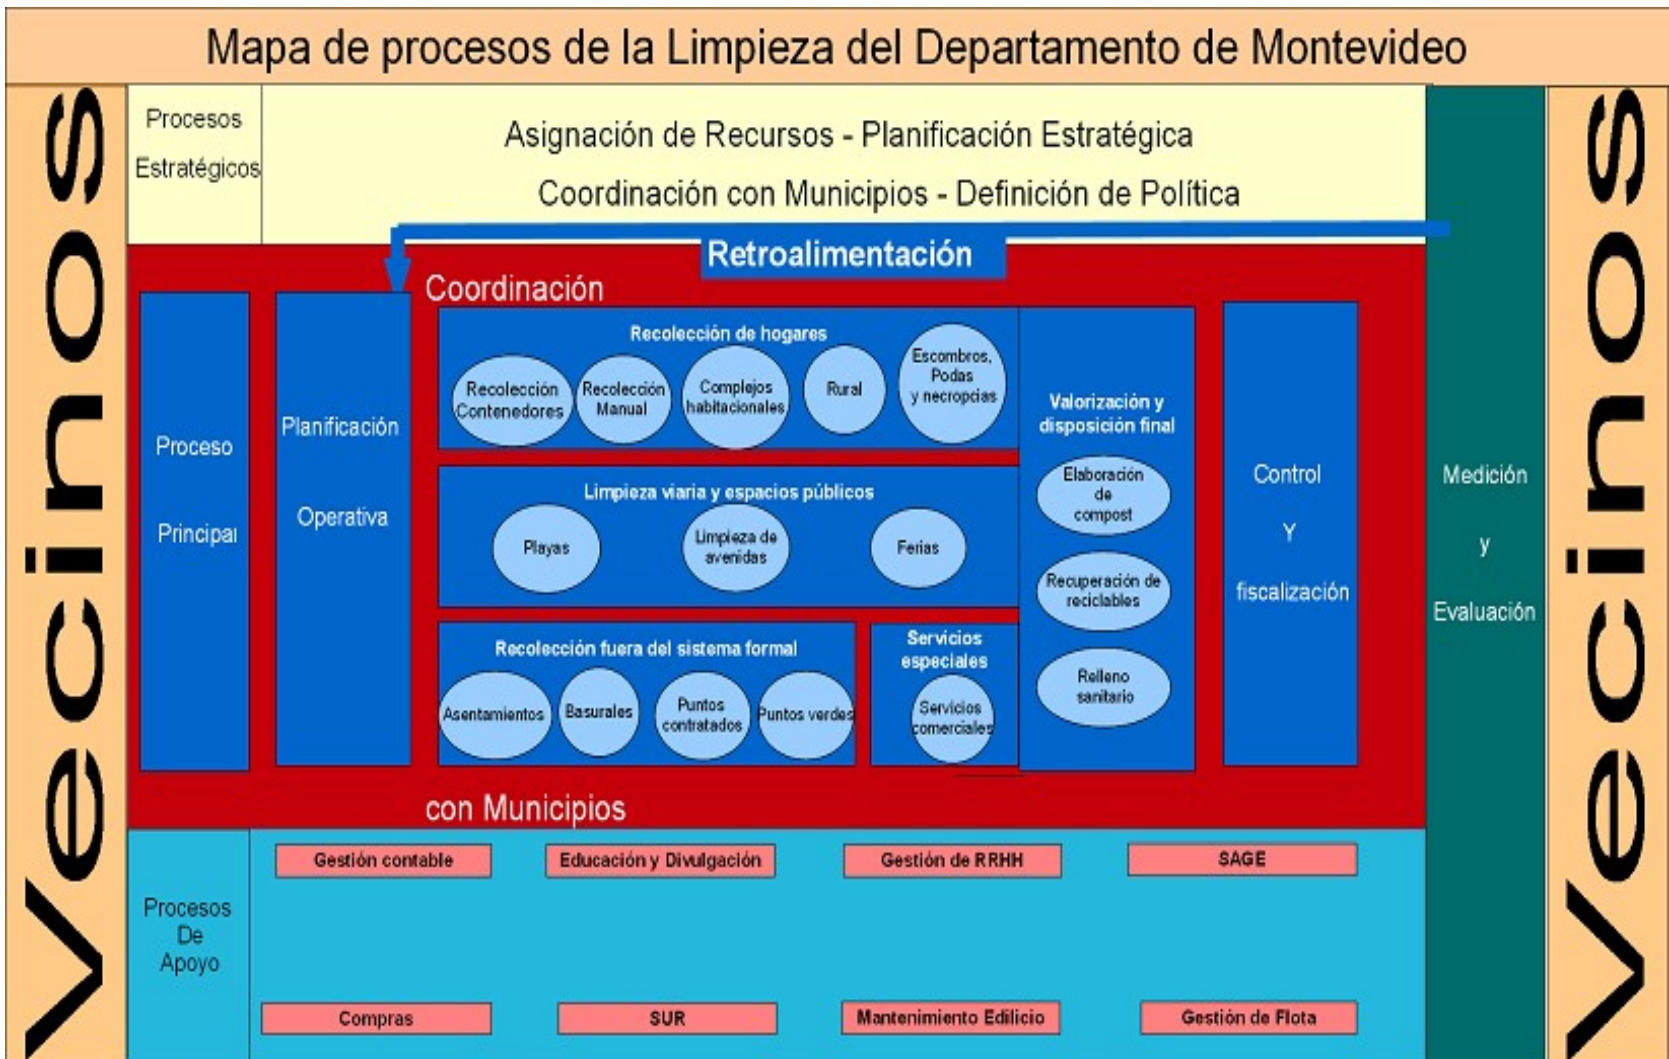 Mapa de procesos de la Limpieza del Departamento de Montevideo
Vecinos
Procesos
Estratégicos
Asignación de Recursos - Planificación Estratégica
Coordinación con Municipios - Definición de Política
Retroalimentación
Coordinación
Proceso
Principal
Planificación
Operativa
Recolección de hogares
Recolección
Contenedores
Recolección
Manual
Complejos
habitacionales
Rural
Escombros,
Podas
y necropcias
Limpieza viaria y espacios públicos
Playas
Limpieza de
avenidas
Ferias
Recolección fuera del sistema formal
Asentamientos
Basurales
Puntos
contratados
Puntos verdes
Servicios
especiales
Servicios
comerciales
Valorización y
disposición final
Elaboración
de
compost
Recuperación de
reciclables
Relleno
sanitario
Control
Y
fiscalización
Medición
y
Evaluación
Vecinos
con Municipios
Procesos
De
Apoyo
Gestión contable
Educación y Divulgación
Gestión de RRHH
SAGE
Compras
SUR
Mantenimiento Edilicio
Gestión de Flota